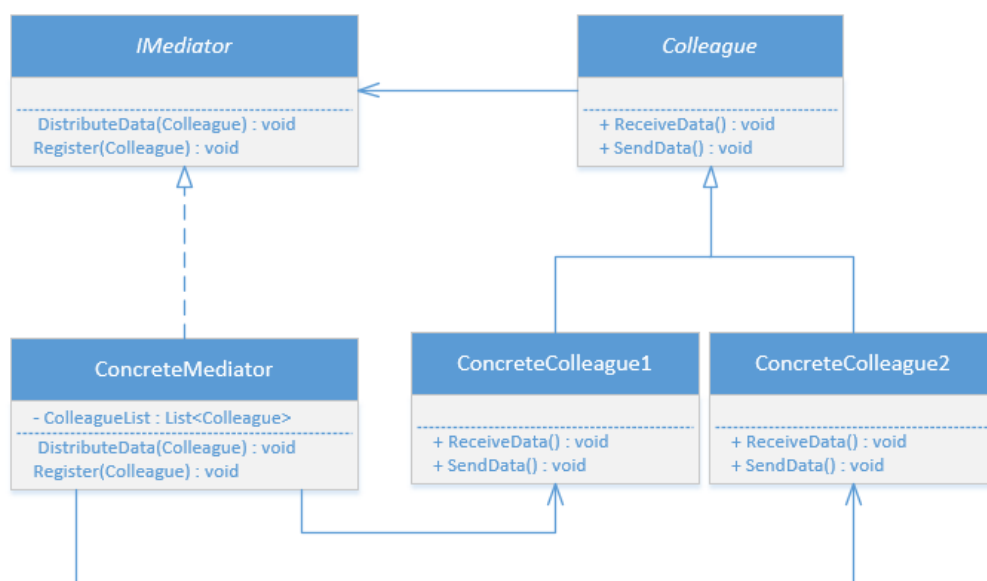 IMediator
DistributeData(Colleague) : void
Register(Colleague) : void
Colleague
+ ReceiveData() : void
+ SendData() : void
ConcreteMediator
- ColleagueList : List<Colleague>
DistributeData(Colleague) : void
Register(Colleague) : void
ConcreteColleague1
+ ReceiveData() : void
+ SendData() : void
ConcreteColleague2
+ ReceiveData() : void
+ SendData() : void